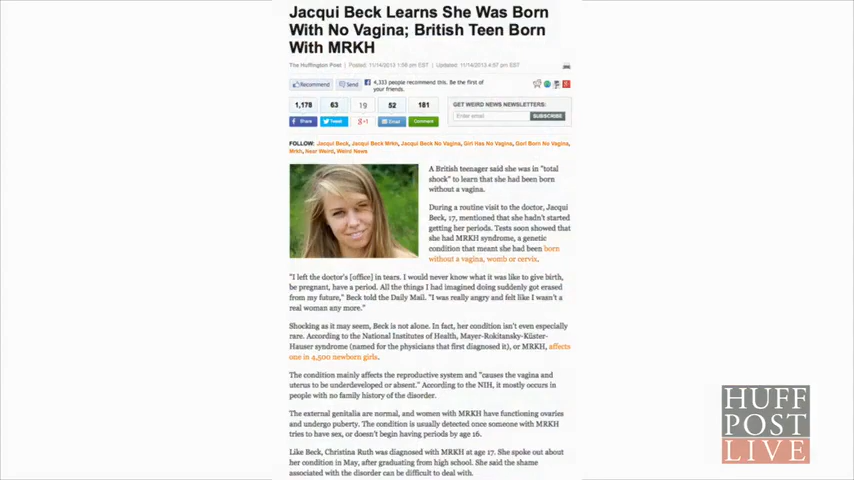 Jacqui Beck Learns She Was Born
With No Vagina; British Teen Born
With MRKH
The Huffington Post | Posted: 11/14/2013 1:08 pm EST | Updated: 11/14/2013 4:57 pm EST
Recommend
Send
4,333 people recommend this. Be the first of
your friends.
1,178 63 19 52 181
Share Tweet +1 Email Comment
GET WEIRD NEWS NEWSLETTERS:
Enter email SUBSCRIBE
FOLLOW: Jacqui Beck, Jacqui Beck Mrkh, Jacqui Beck No Vagina, Girl Has No Vagina, Girl Born No Vagina,
Mrkh, Near Weird, Weird News
A British teenager said she was in "total
shock" to learn that she had been born
without a vagina.
During a routine visit to the doctor, Jacqui
Beck, 17, mentioned that she hadn't started
getting her periods. Tests soon showed that
she had MRKH syndrome, a genetic
condition that meant she had been born
without a vagina, womb or cervix.
"I left the doctor's [office] in tears. I would never know what it was like to give birth,
be pregnant, have a period. All the things I had imagined doing suddenly got erased
from my future," Beck told the Daily Mail. "I was really angry and felt like I wasn't a
real woman any more."
Shocking as it may seem, Beck is not alone. In fact, her condition isn't even especially
rare. According to the National Institutes of Health, Mayer-Rokitansky-Küster-
Hauser syndrome (named for the physicians that first diagnosed it), or MRKH, affects
one in 4,500 newborn girls.
The condition mainly affects the reproductive system and "causes the vagina and
uterus to be underdeveloped or absent." According to the NIH, it mostly occurs in
people with no family history of the disorder.
The external genitalia are normal, and women with MRKH have functioning ovaries
and undergo puberty. The condition is usually detected once someone with MRKH
tries to have sex, or doesn't begin having periods by age 16.
Like Beck, Christina Ruth was diagnosed with MRKH at age 17. She spoke out about
her condition in May, after graduating from high school. She said the shame
associated with the disorder can be difficult to deal with.
HUFF
POST
LIVE